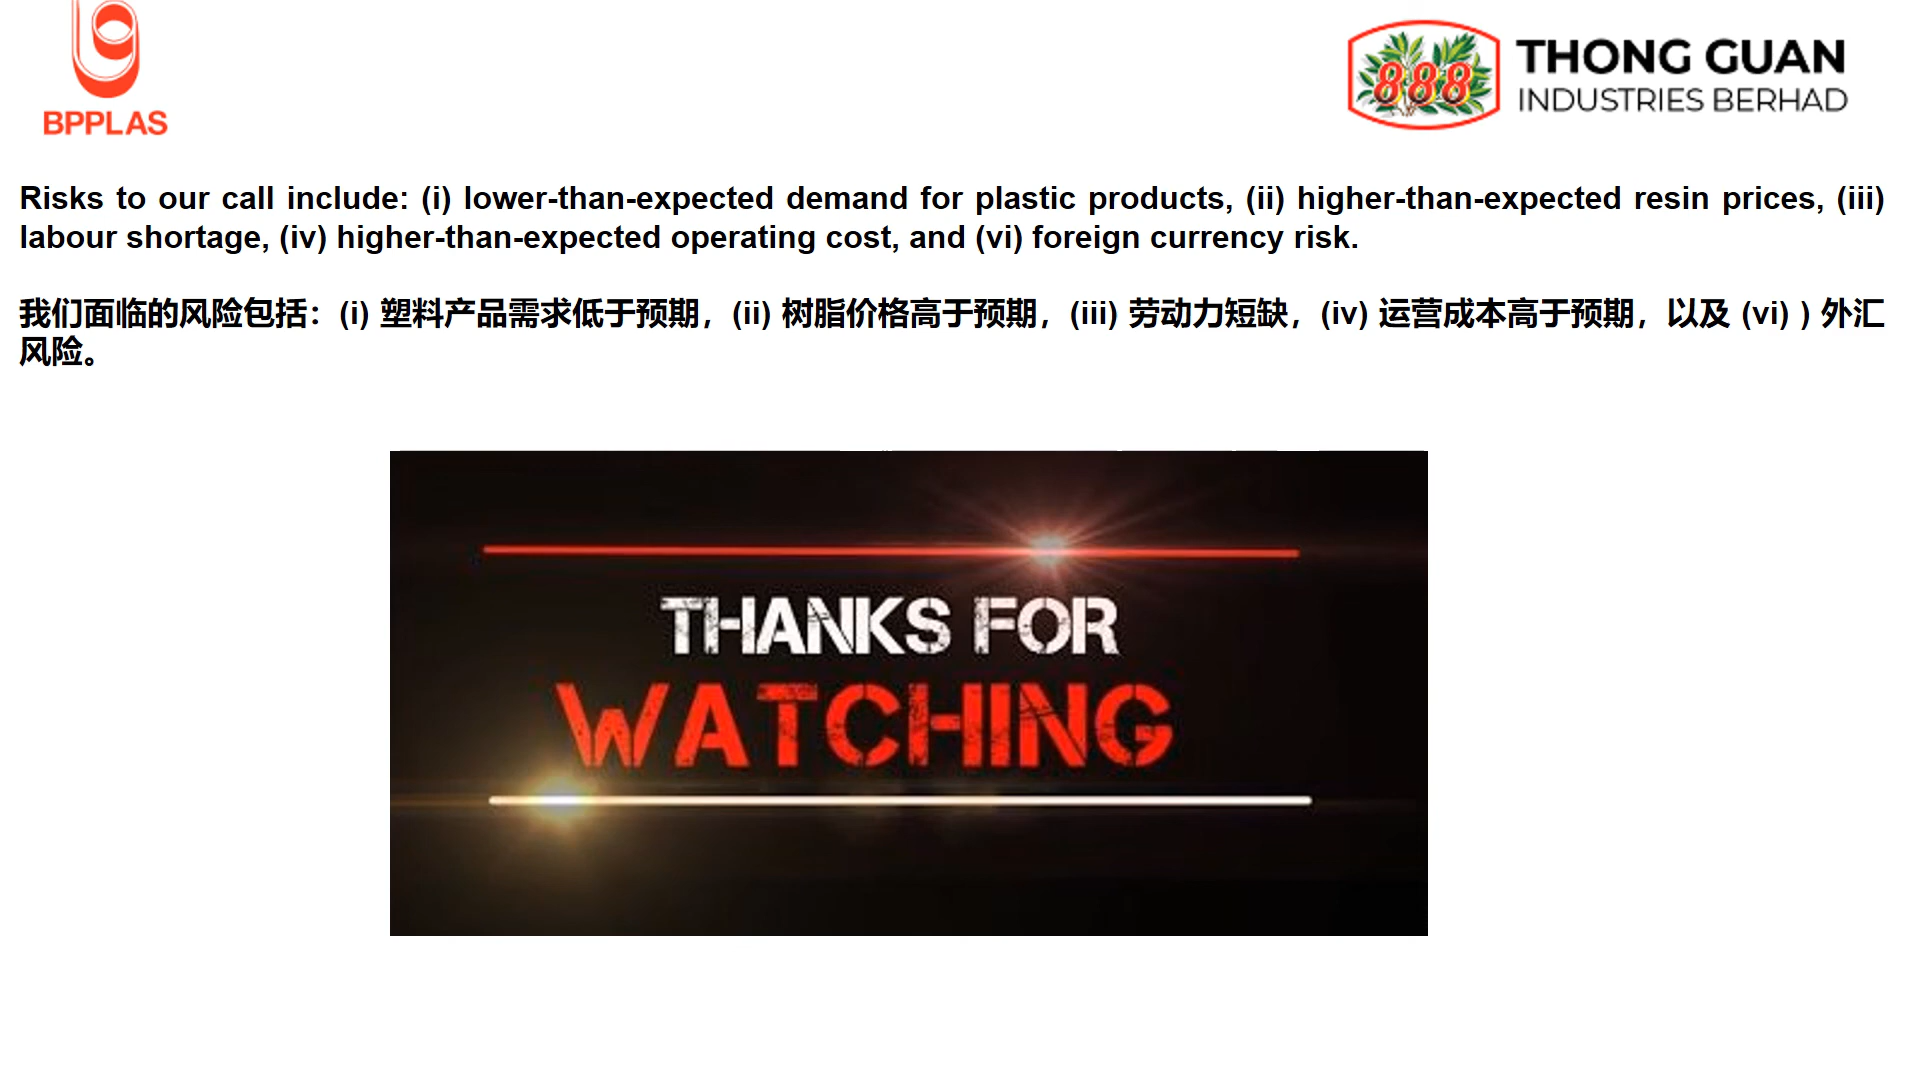 BPPLAS
888
THONG GUAN
INDUSTRIES BERHAD
Risks to our call include: (i) lower-than-expected demand for plastic products, (ii) higher-than-expected resin prices, (iii)
labour shortage, (iv) higher-than-expected operating cost, and (vi) foreign currency risk.
我们面临的风险包括：(i) 塑料产品需求低于预期，(ii) 树脂价格高于预期，(iii) 劳动力短缺，(iv) 运营成本高于预期，以及 (vi) ) 外汇
风险。
THANKS FOR
WATCHING